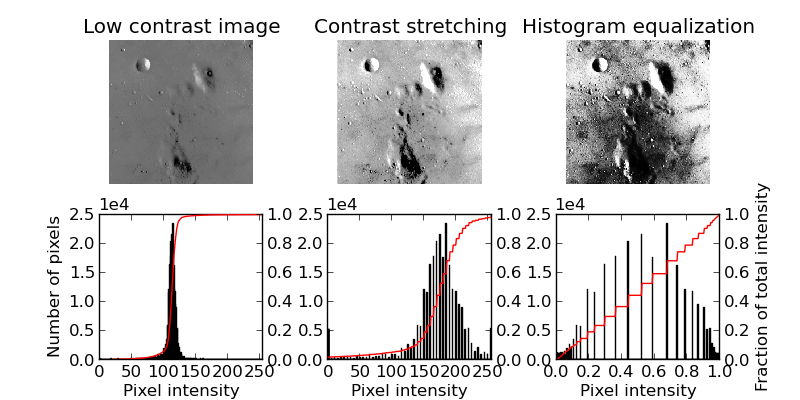 Low contrast image Contrast stretching Histogram equalization
1e4 1e4 1e4
2.5 1.0 2.5 1.0 2.5 1.0
2.0 0.8 2.0 0.8 2.0 0.8
1.5 0.6 1.5 0.6 1.5 0.6
1.0 0.4 1.0 0.4 1.0 0.4
0.5 0.2 0.5 0.2 0.5 0.2
0.0 0.0 0.0 0.0 0.0 0.0
0 50 100 150 200 250 0 50 100 150 200 250 0.0 0.2 0.4 0.6 0.8 1.0
Pixel intensity Pixel intensity Pixel intensity
Number of pixels
Fraction of total intensity